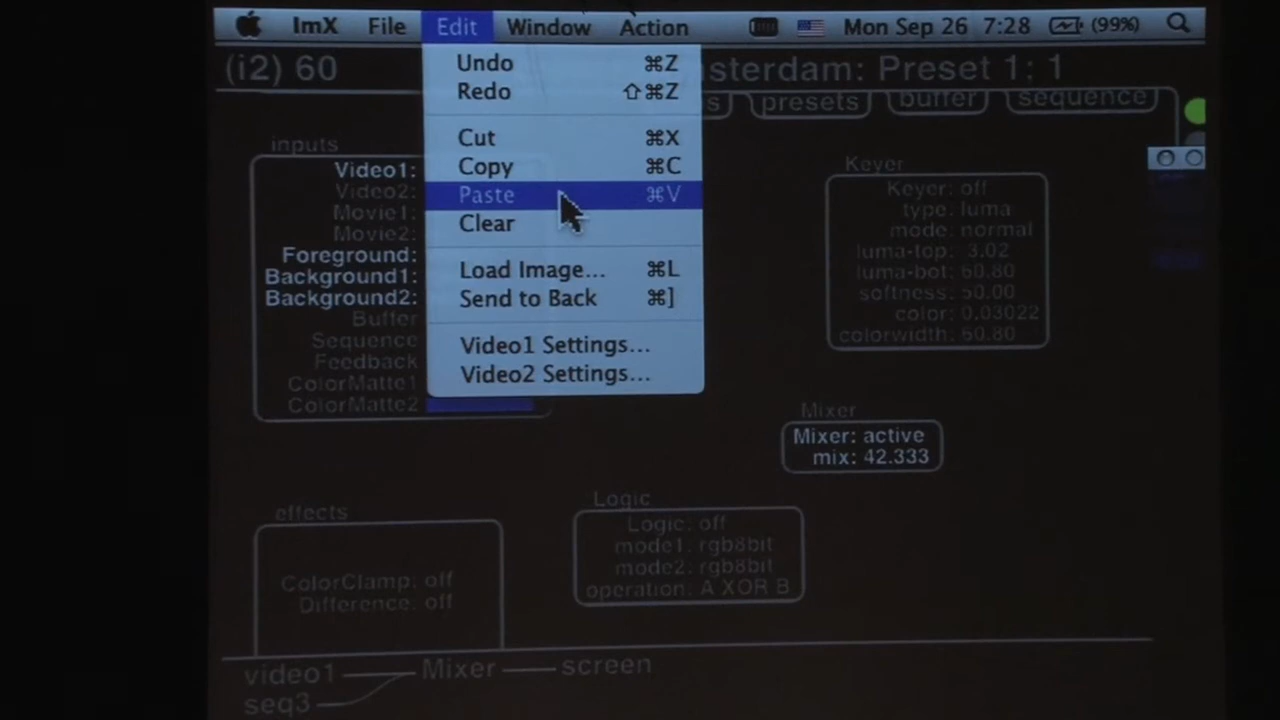 ImX File Edit Window Action Mon Sep 26 7:28 (99%)
(i2) 60
sterdam: Preset 1: 1
presets buffer sequence
Undo ⌘Z
Redo ⇧⌘Z
Cut ⌘X
Copy ⌘C
Paste ⌘V
Clear
Load Image... ⌘L
Send to Back ⌘]
Video1 Settings...
Video2 Settings...
inputs
Video1:
Video2:
Movie1:
Movie2:
Foreground:
Background1:
Background2:
Buffer
Sequence
Feedback
ColorMatte1
ColorMatte2
Keyer
Keyer: off
type: luma
mode: normal
luma-top: 3.02
luma-bot: 60.80
softness: 50.00
color: 0.03022
colorwidth: 60.80
Mixer
Mixer: active
mix: 42.333
effects
ColorClamp: off
Difference: off
Logic
Logic: off
mode1: rgb8bit
mode2: rgb8bit
operation: A XOR B
video1 Mixer screen
seq3